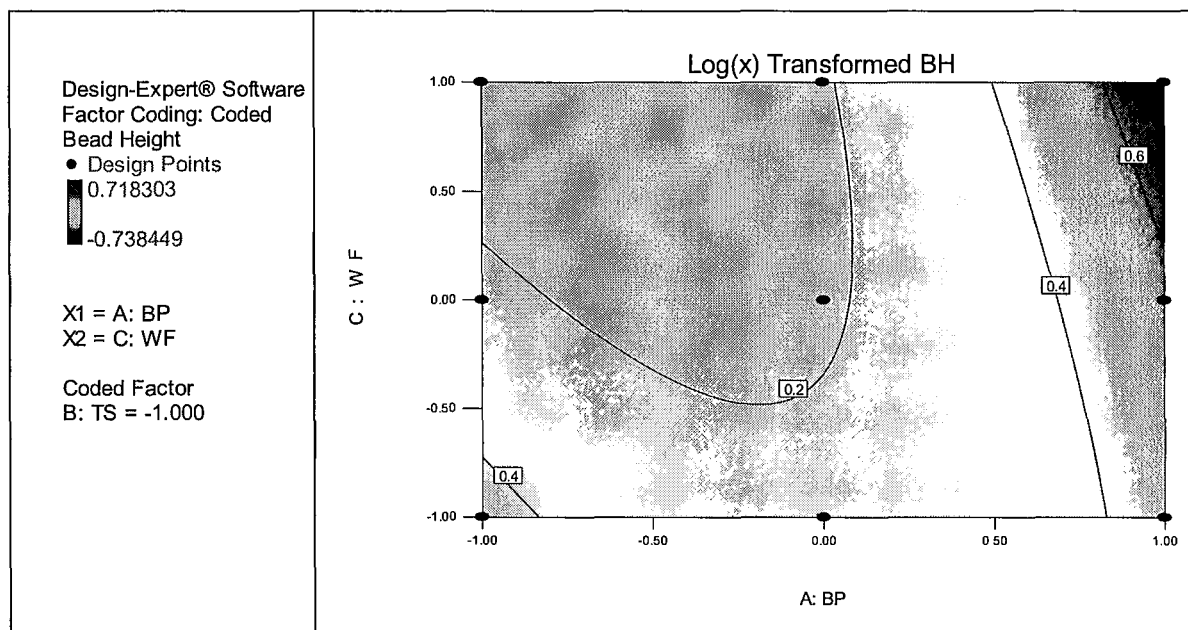 Design-Expert® Software
Factor Coding: Coded
Bead Height
Design Points
0.718303
-0.738449
X1 = A: BP
X2 = C: WF
Coded Factor
B: TS = -1.000
Log(x) Transformed BH
1.00
0.50
0.00
-0.50
-1.00
C: WF
0.6
0.4
0.2
0.4
-1.00
-0.50
0.00
0 50
1.00
A: BP